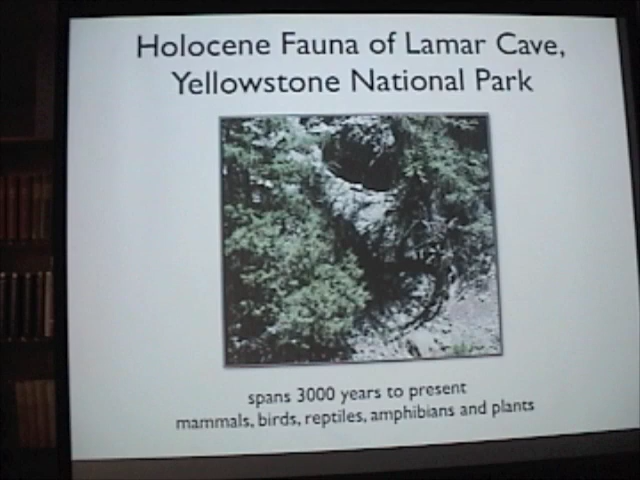 Holocene Fauna of Lamar Cave,
Yellowstone National Park
spans 3000 years to present
mammals, birds, reptiles, amphibians and plants